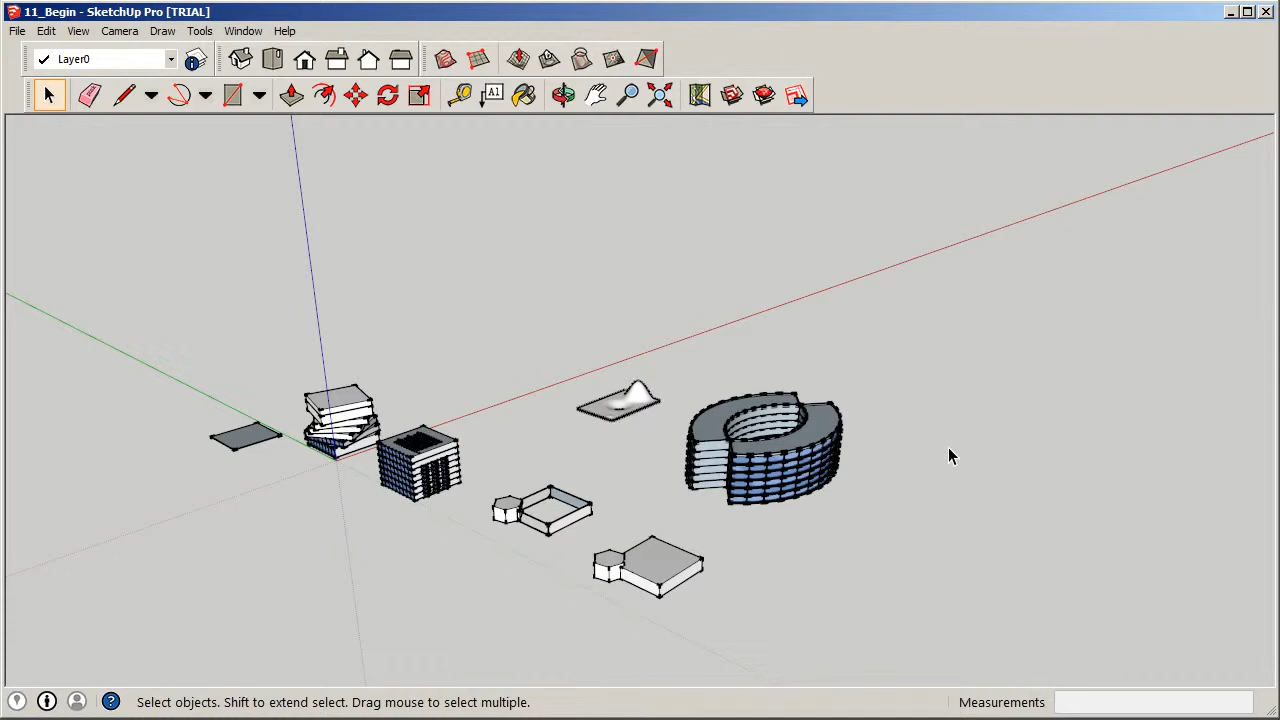 11_Begin - SketchUp Pro [TRIAL]
File Edit View Camera Draw Tools Window Help
Layer0
A1
Select objects. Shift to extend select. Drag mouse to select multiple.
Measurements